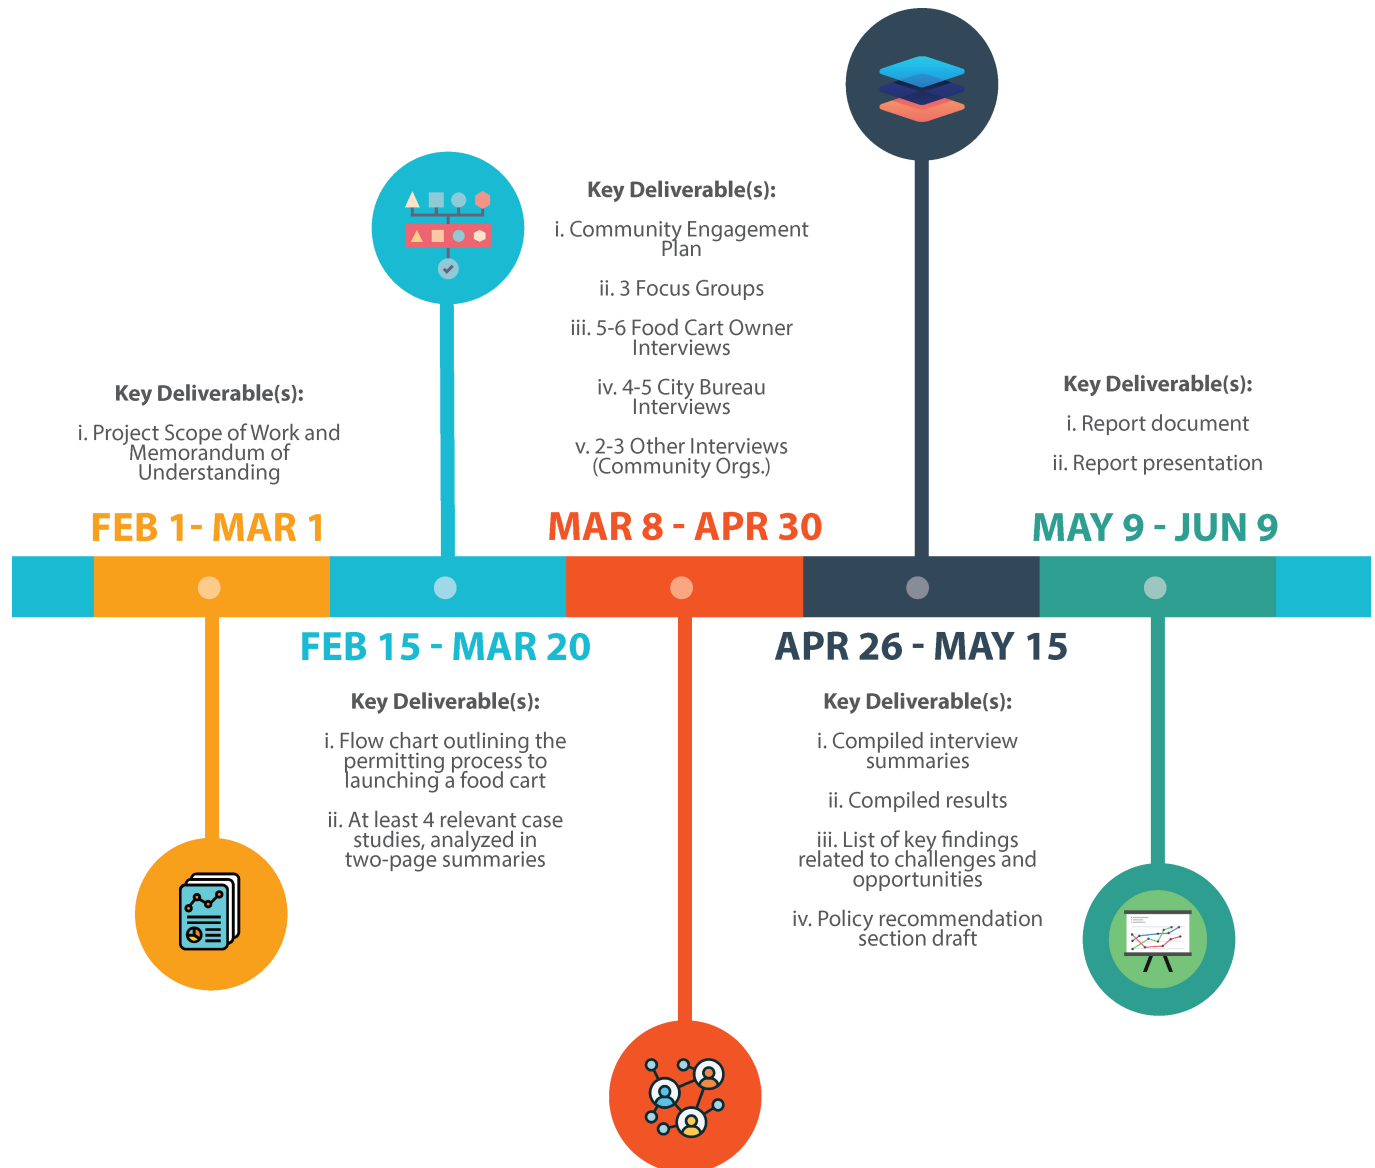 Key Deliverable(s):
i. Project Scope of Work and
Memorandum of
Understanding
FEB 1- MAR 1
FEB 15 - MAR 20
Key Deliverable(s):
i. Flow chart outlining the
permitting process to
launching a food cart
ii. At least 4 relevant case
studies, analyzed in
two-page summaries
Key Deliverable(s):
i. Community Engagement
Plan
ii. 3 Focus Groups
iii. 5-6 Food Cart Owner
Interviews
iv. 4-5 City Bureau
Interviews
v. 2-3 Other Interviews
(Community Orgs.)
MAR 8 - APR 30
APR 26 - MAY 15
Key Deliverable(s):
i. Compiled interview
summaries
ii. Compiled results
iii. List of key findings
related to challenges and
opportunities
iv. Policy recommendation
section draft
Key Deliverable(s):
i. Report document
ii. Report presentation
MAY 9 - JUN 9